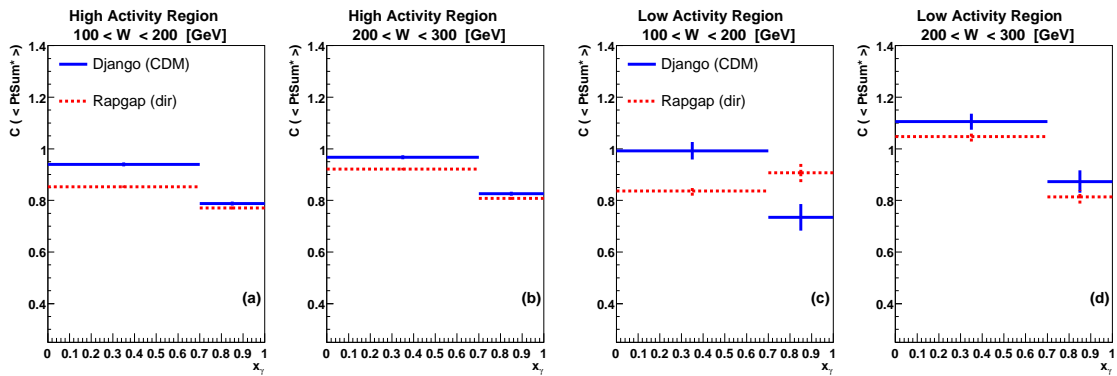 High Activity Region
100 < W < 200 [GeV]
C ( < PtSum* > )
1.4
1.2
1
0.8
0.6
0.4
Django (CDM)
Rapgap (dir)
(a)
0 0.1 0.2 0.3 0.4 0.5 0.6 0.7 0.8 0.9 1
xγ
High Activity Region
200 < W < 300 [GeV]
C ( < PtSum* > )
1.4
1.2
1
0.8
0.6
0.4
(b)
0 0.1 0.2 0.3 0.4 0.5 0.6 0.7 0.8 0.9 1
xγ
Low Activity Region
100 < W < 200 [GeV]
C ( < PtSum* > )
1.4
1.2
1
0.8
0.6
0.4
Django (CDM)
Rapgap (dir)
(c)
0 0.1 0.2 0.3 0.4 0.5 0.6 0.7 0.8 0.9 1
xγ
Low Activity Region
200 < W < 300 [GeV]
C ( < PtSum* > )
1.4
1.2
1
0.8
0.6
0.4
(d)
0 0.1 0.2 0.3 0.4 0.5 0.6 0.7 0.8 0.9 1
xγ